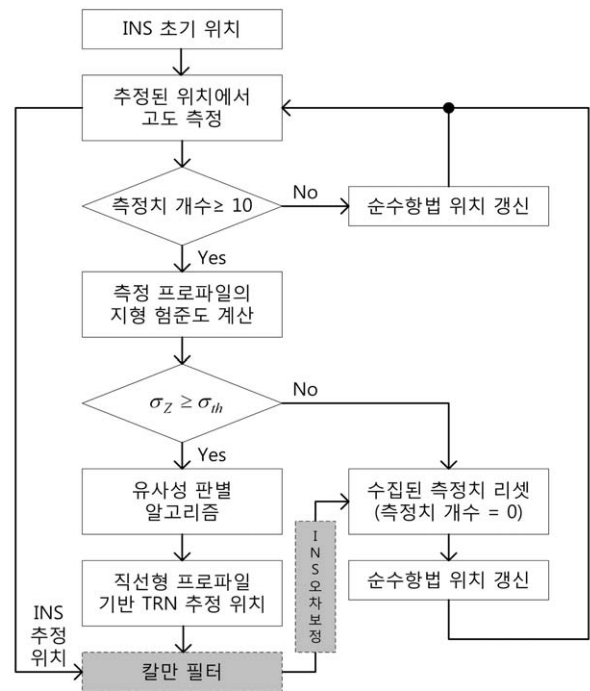 INS 초기 위치
추정된 위치에서
고도 측정
측정치 개수≥ 10
No
순수항법 위치 갱신
Yes
측정 프로파일의
지형 험준도 계산
σ_Z ≥ σ_th
No
Yes
유사성 판별
알고리즘
수집된 측정치 리셋
(측정치 개수 = 0)
직선형 프로파일
기반 TRN 추정 위치
순수항법 위치 갱신
INS
추정
위치
칼만 필터
I
N
S
오
차
보
정